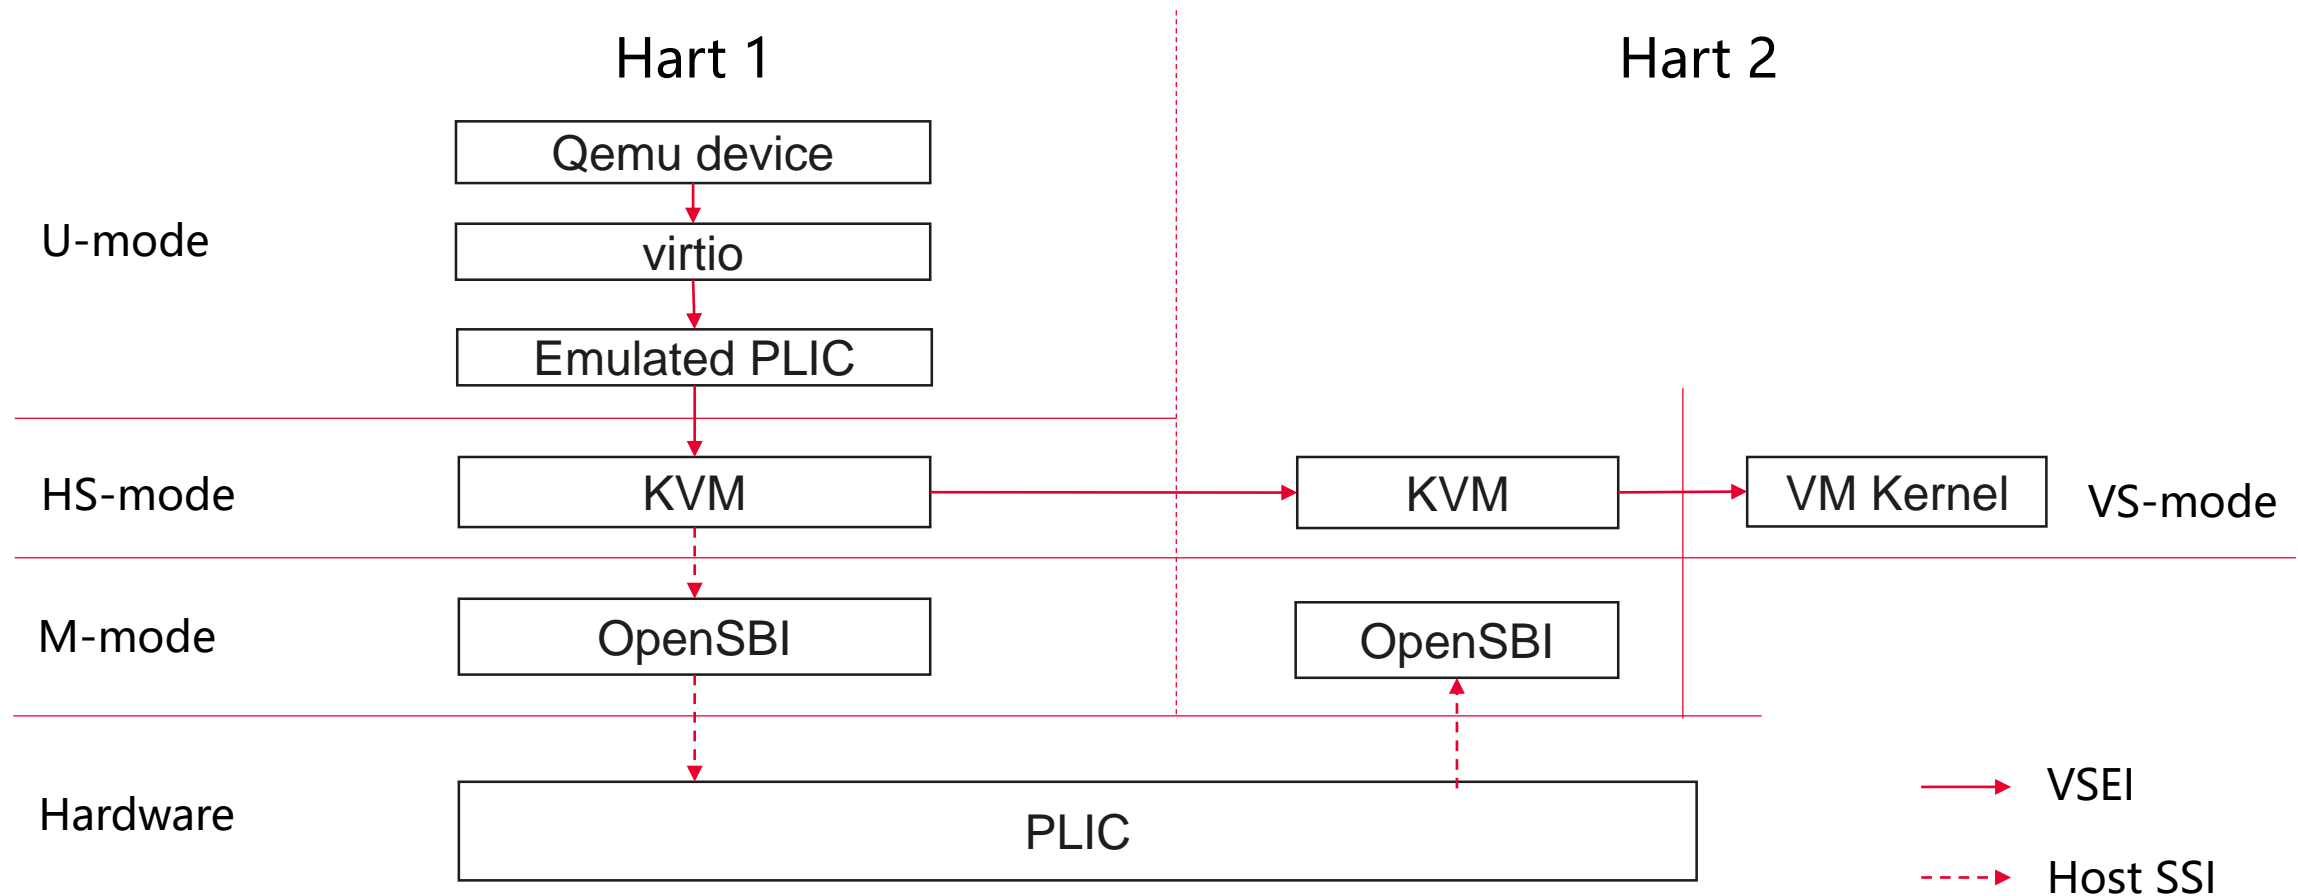 Hart 1
Hart 2
Qemu device
U-mode
virtio
Emulated PLIC
HS-mode
KVM
KVM
VM Kernel
VS-mode
M-mode
OpenSBI
OpenSBI
Hardware
PLIC
VSEI
Host SSI